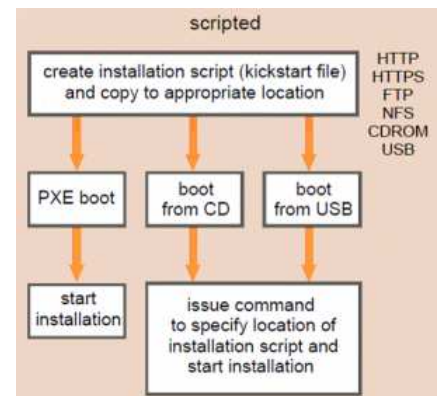 scripted
create installation script (kickstart file)
and copy to appropriate location
HTTP
HTTPS
FTP
NFS
CDROM
USB
PXE boot
boot
from CD
boot
from USB
start
installation
issue command
to specify location of
installation script and
start installation